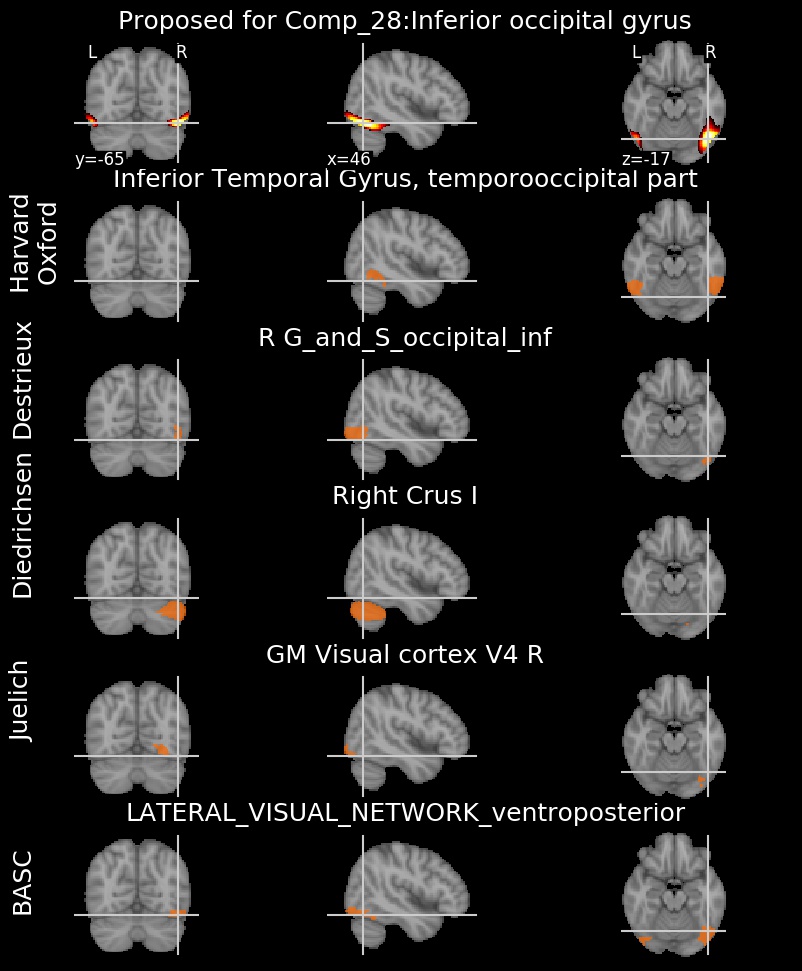 Proposed for Comp_28:Inferior occipital gyrus
L R L R
y=-65 x=46 z=-17
Inferior Temporal Gyrus, temporooccipital part
Harvard
Oxford
R G_and_S_occipital_inf
Destrieux
Right Crus I
Diedrichsen
GM Visual cortex V4 R
Juelich
LATERAL_VISUAL_NETWORK_ventroposterior
BASC